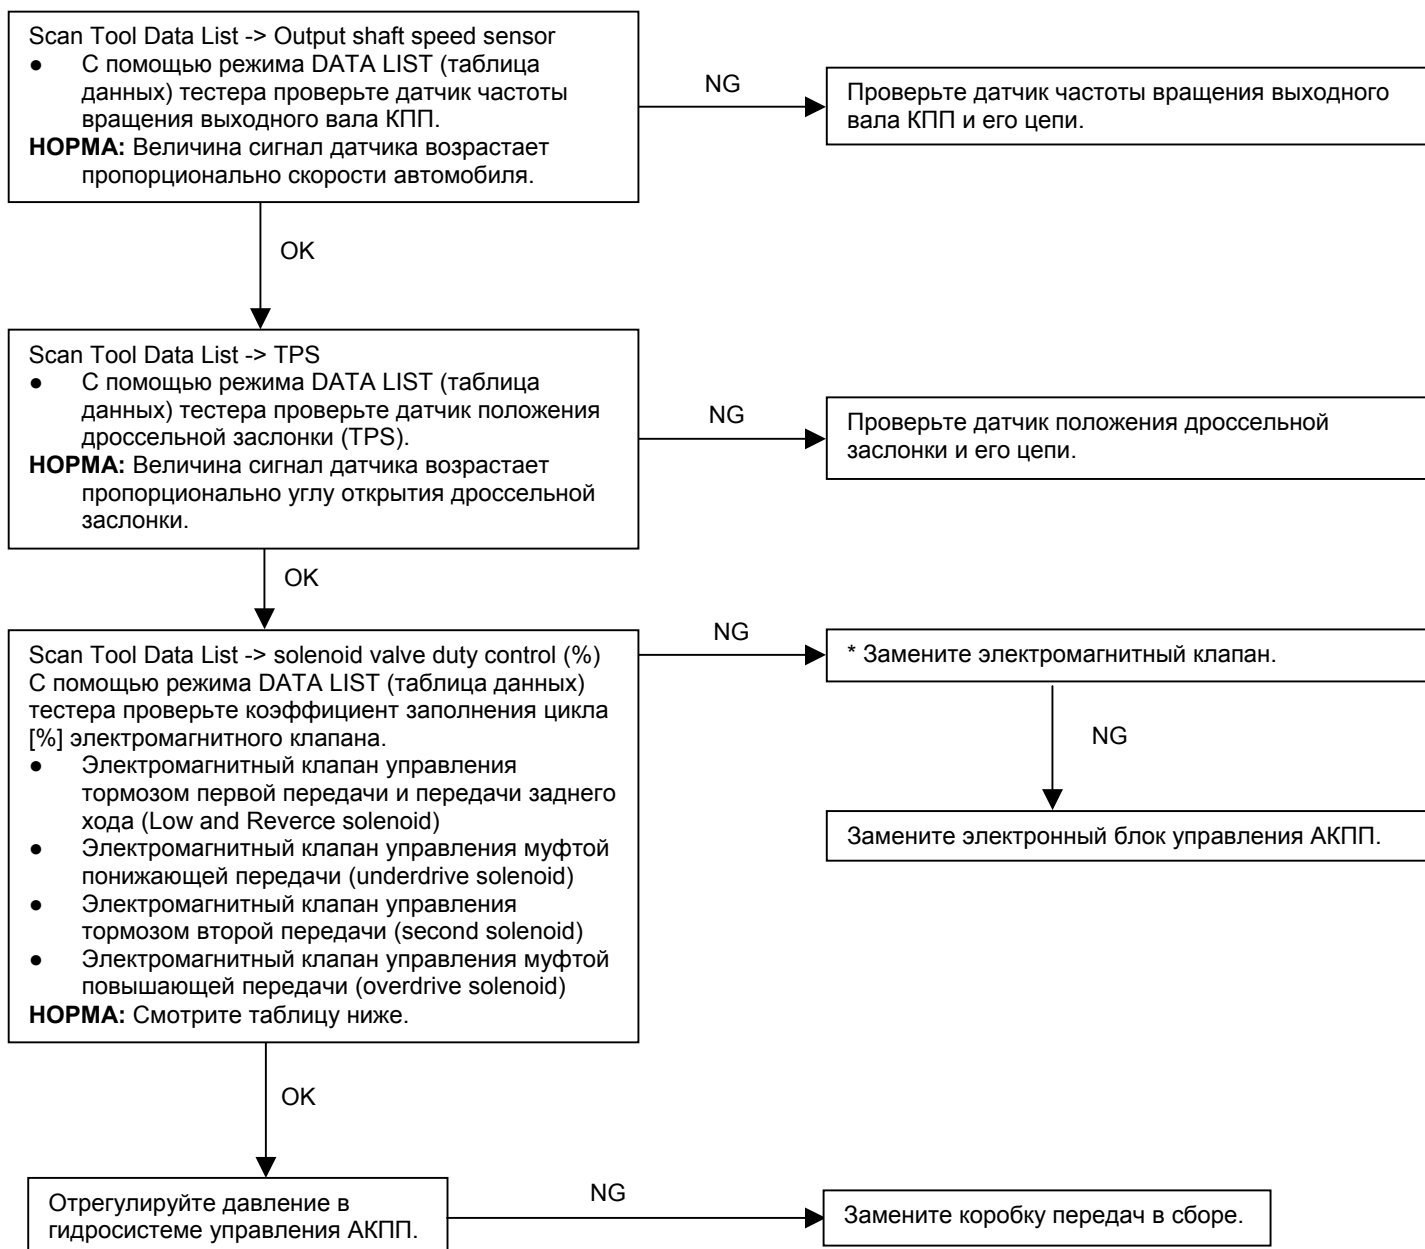 Scan Tool Data List -> Output shaft speed sensor
● С помощью режима DATA LIST (таблица
данных) тестера проверьте датчик частоты
вращения выходного вала КПП.
НОРМА: Величина сигнал датчика возрастает
пропорционально скорости автомобиля.
NG
Проверьте датчик частоты вращения выходного
вала КПП и его цепи.
OK
Scan Tool Data List -> TPS
● С помощью режима DATA LIST (таблица
данных) тестера проверьте датчик положения
дроссельной заслонки (TPS).
НОРМА: Величина сигнал датчика возрастает
пропорционально углу открытия дроссельной
заслонки.
NG
Проверьте датчик положения дроссельной
заслонки и его цепи.
OK
Scan Tool Data List -> solenoid valve duty control (%)
С помощью режима DATA LIST (таблица данных)
тестера проверьте коэффициент заполнения цикла
[%] электромагнитного клапана.
● Электромагнитный клапан управления
тормозом первой передачи и передачи заднего
хода (Low and Reverce solenoid)
● Электромагнитный клапан управления муфтой
понижающей передачи (underdrive solenoid)
● Электромагнитный клапан управления
тормозом второй передачи (second solenoid)
● Электромагнитный клапан управления муфтой
повышающей передачи (overdrive solenoid)
НОРМА: Смотрите таблицу ниже.
NG
* Замените электромагнитный клапан.
NG
Замените электронный блок управления АКПП.
OK
Отрегулируйте давление в
гидросистеме управления АКПП.
NG
Замените коробку передач в сборе.